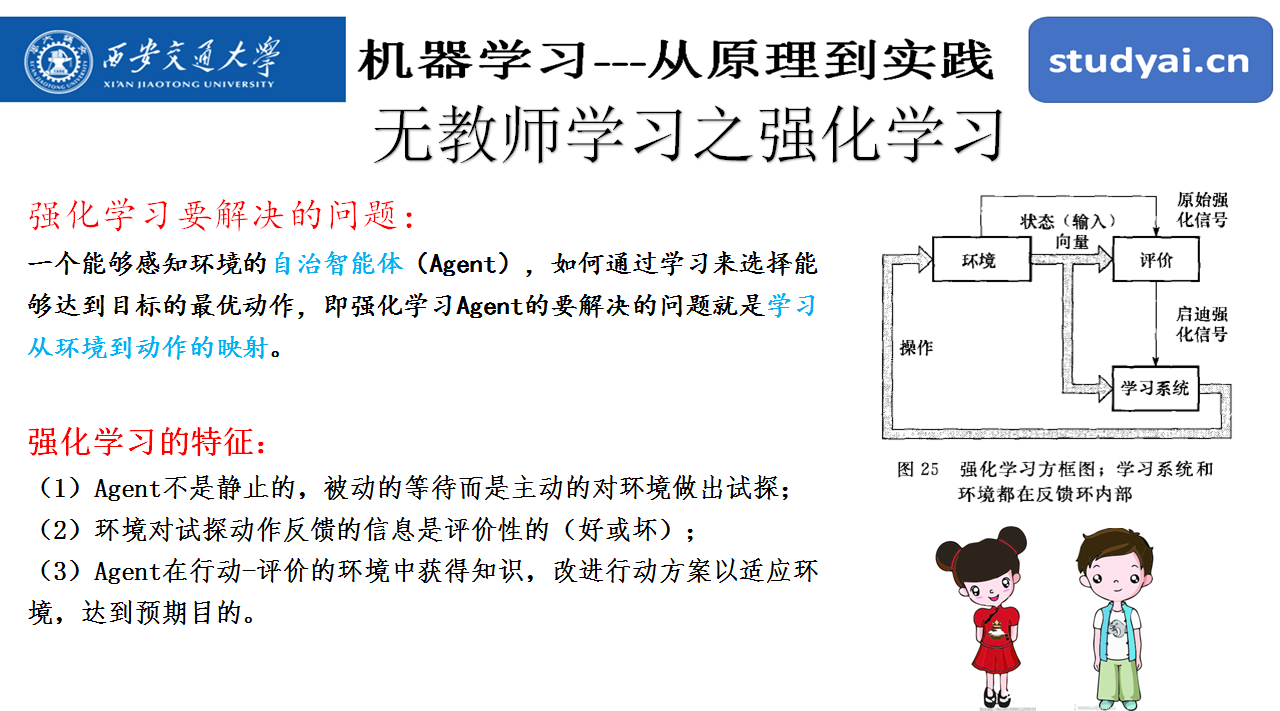 西安交通大学
XI'AN JIAOTONG UNIVERSITY
机器学习---从原理到实践
studyai.cn
无教师学习之强化学习
强化学习要解决的问题：
一个能够感知环境的自治智能体（Agent），如何通过学习来选择能
够达到目标的最优动作，即强化学习Agent的要解决的问题就是学习
从环境到动作的映射。
强化学习的特征：
（1）Agent不是静止的，被动的等待而是主动的对环境做出试探；
（2）环境对试探动作反馈的信息是评价性的（好或坏）；
（3）Agent在行动-评价的环境中获得知识，改进行动方案以适应环
境，达到预期目的。
原始强
化信号
状态（输入）
向量
环境
评价
启迪强
化信号
操作
学习系统
图 25 强化学习方框图；学习系统和
环境都在反馈环内部